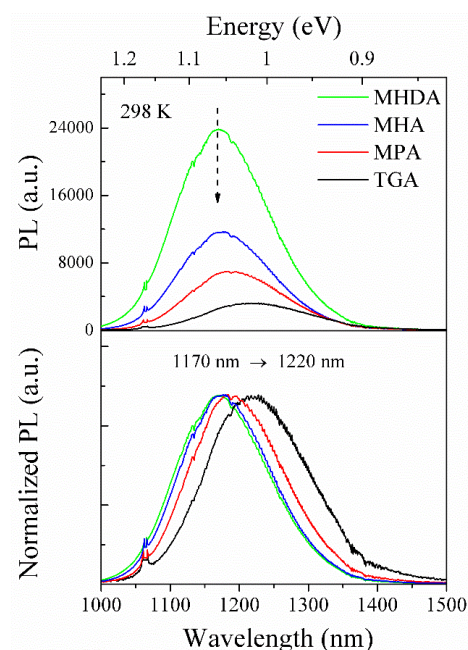 Energy (eV)
1.2 1.1 1 0.9
298 K
MHDA
MHA
MPA
TGA
24000
16000
8000
0
PL (a.u.)
1170 nm → 1220 nm
Normalized PL (a.u.)
1000 1100 1200 1300 1400 1500
Wavelength (nm)